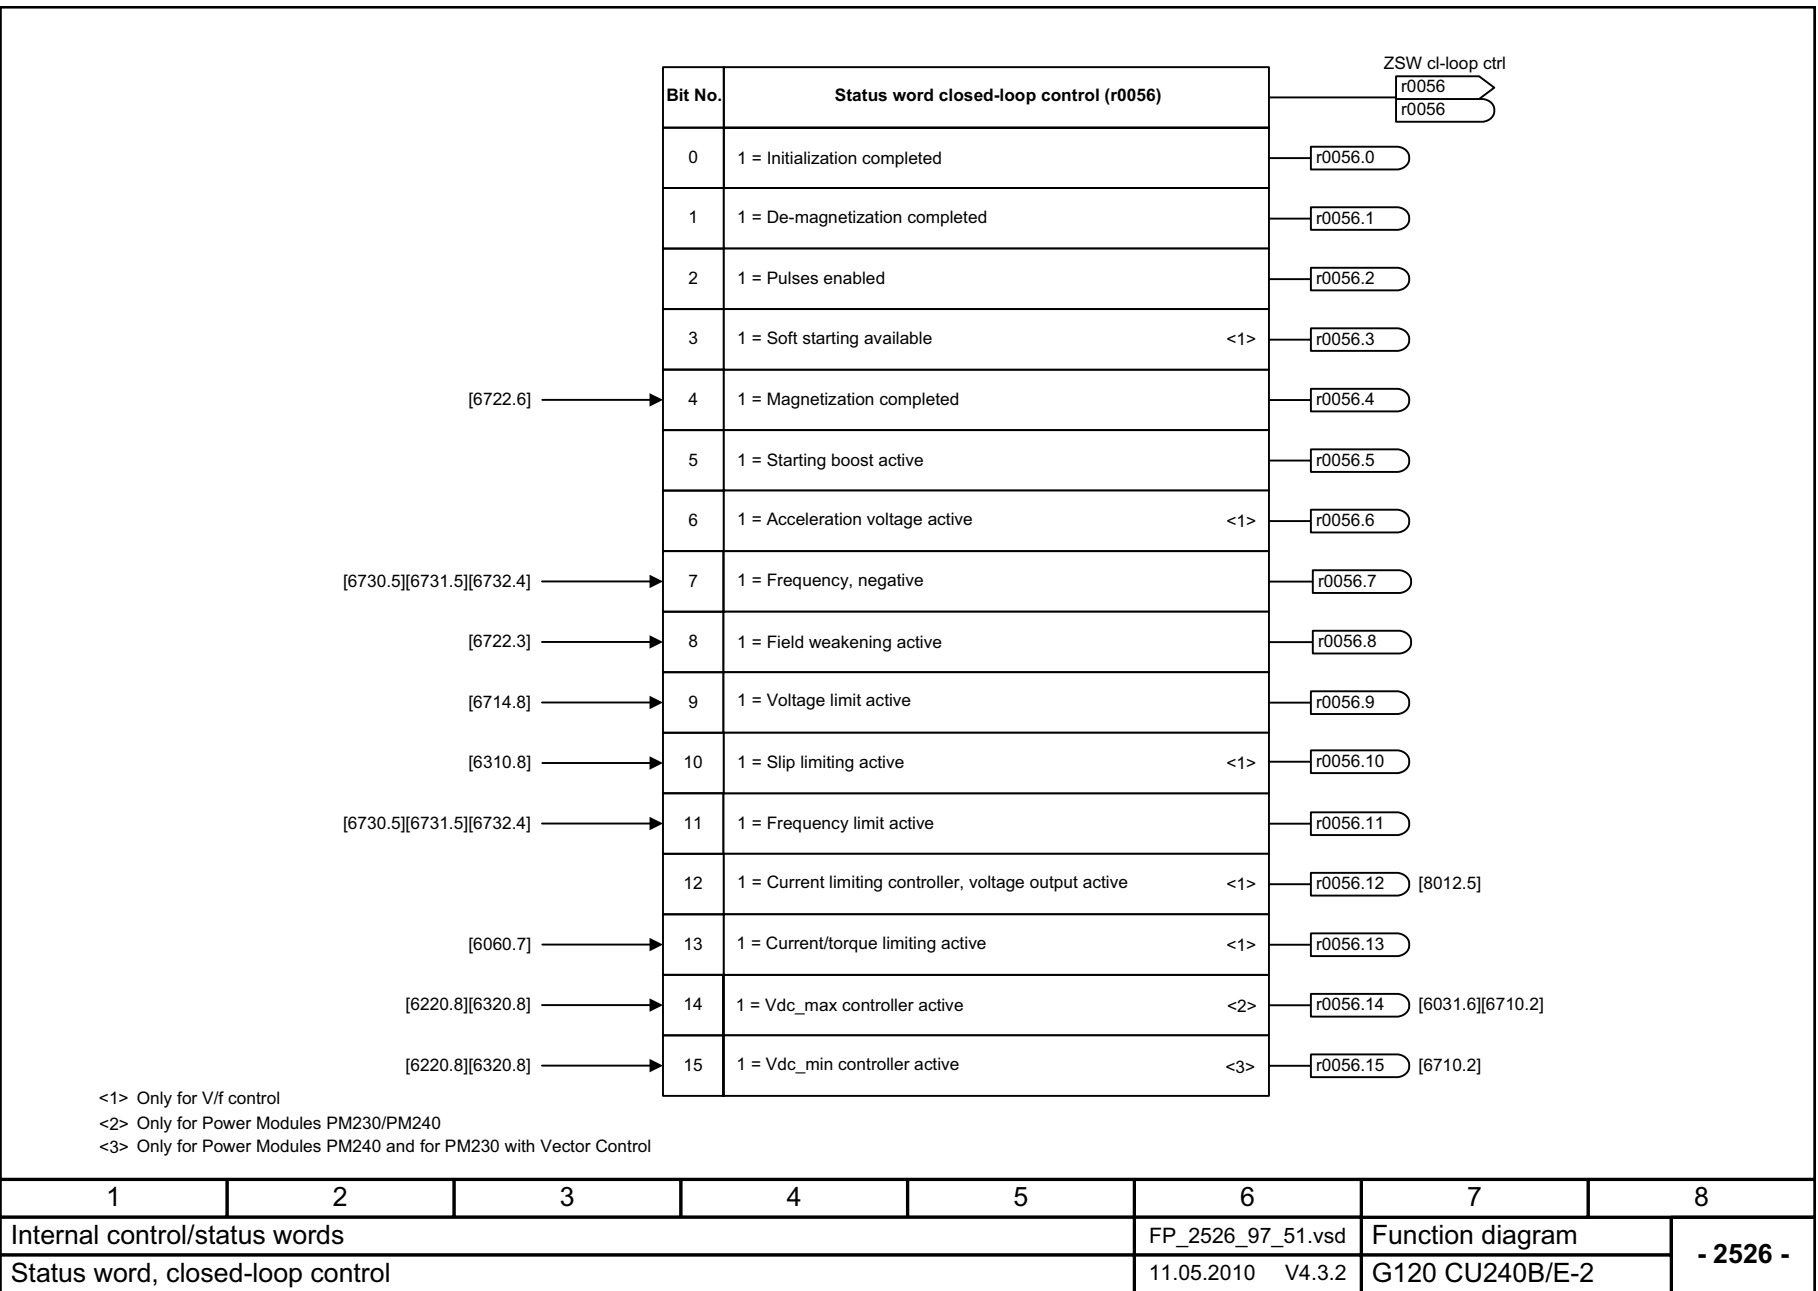 ZSW cl-loop ctrl
Bit No. Status word closed-loop control (r0056) r0056
r0056
0 1 = Initialization completed r0056.0
1 1 = De-magnetization completed r0056.1
2 1 = Pulses enabled r0056.2
3 1 = Soft starting available <1> r0056.3
[6722.6] 4 1 = Magnetization completed r0056.4
5 1 = Starting boost active r0056.5
6 1 = Acceleration voltage active <1> r0056.6
[6730.5][6731.5][6732.4] 7 1 = Frequency, negative r0056.7
[6722.3] 8 1 = Field weakening active r0056.8
[6714.8] 9 1 = Voltage limit active r0056.9
[6310.8] 10 1 = Slip limiting active <1> r0056.10
[6730.5][6731.5][6732.4] 11 1 = Frequency limit active r0056.11
12 1 = Current limiting controller, voltage output active <1> r0056.12 [8012.5]
[6060.7] 13 1 = Current/torque limiting active <1> r0056.13
[6220.8][6320.8] 14 1 = Vdc_max controller active <2> r0056.14 [6031.6][6710.2]
[6220.8][6320.8] 15 1 = Vdc_min controller active <3> r0056.15 [6710.2]
<1> Only for V/f control
<2> Only for Power Modules PM230/PM240
<3> Only for Power Modules PM240 and for PM230 with Vector Control
1 2 3 4 5 6 7 8
Internal control/status words FP_2526_97_51.vsd Function diagram - 2526 -
Status word, closed-loop control 11.05.2010 V4.3.2 G120 CU240B/E-2